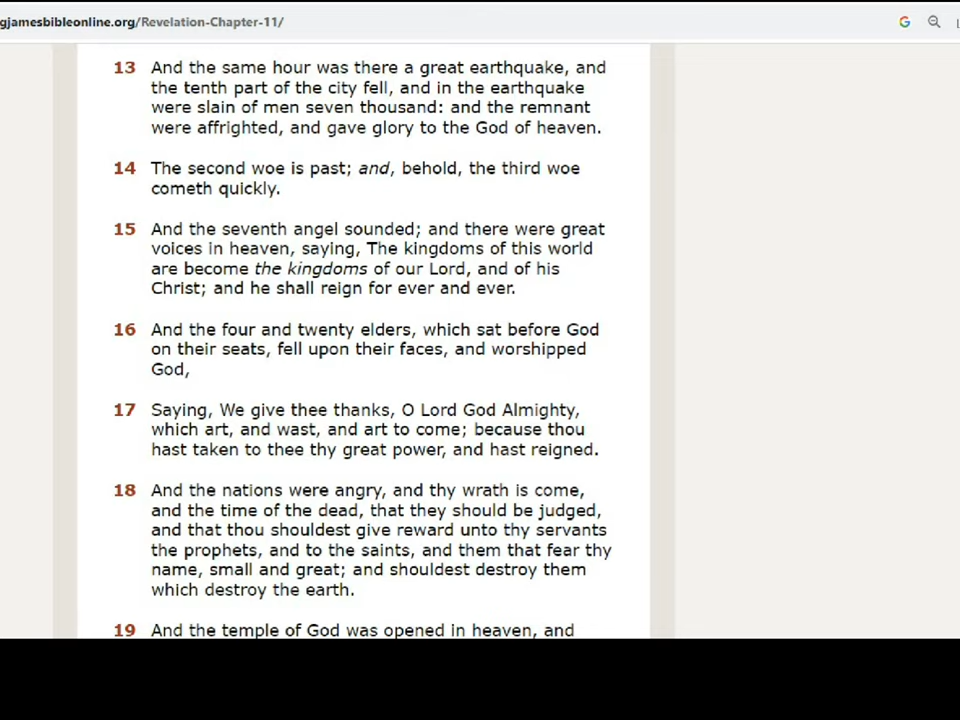 gjamesbibleonline.org/Revelation-Chapter-11/
13 And the same hour was there a great earthquake, and
the tenth part of the city fell, and in the earthquake
were slain of men seven thousand: and the remnant
were affrighted, and gave glory to the God of heaven.
14 The second woe is past; and, behold, the third woe
cometh quickly.
15 And the seventh angel sounded; and there were great
voices in heaven, saying, The kingdoms of this world
are become the kingdoms of our Lord, and of his
Christ; and he shall reign for ever and ever.
16 And the four and twenty elders, which sat before God
on their seats, fell upon their faces, and worshipped
God,
17 Saying, We give thee thanks, O Lord God Almighty,
which art, and wast, and art to come; because thou
hast taken to thee thy great power, and hast reigned.
18 And the nations were angry, and thy wrath is come,
and the time of the dead, that they should be judged,
and that thou shouldest give reward unto thy servants
the prophets, and to the saints, and them that fear thy
name, small and great; and shouldest destroy them
which destroy the earth.
19 And the temple of God was opened in heaven, and